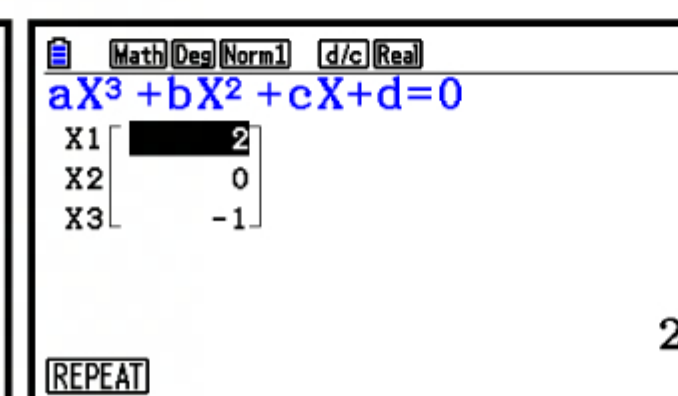 Math Deg Norm1 d/c Real
aX³+bX²+cX+d=0
X1 2
X2 0
X3 -1
2
REPEAT